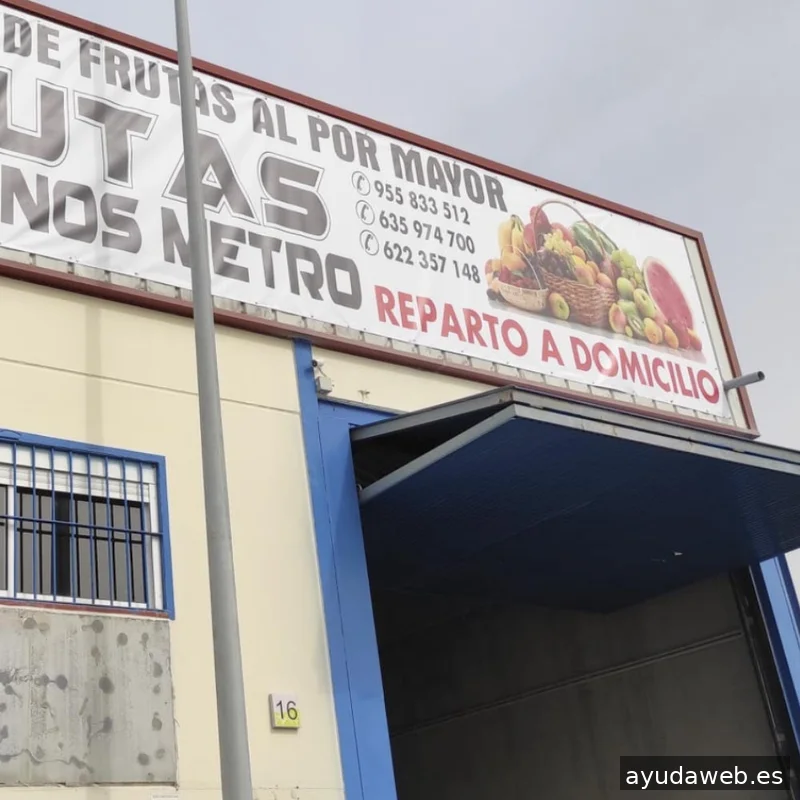 DE FRUTAS AL POR MAYOR
UTAS
NOS METRO
955 833 512
635 974 700
622 357 148
REPARTO A DOMICILIO
16
ayudaweb.es